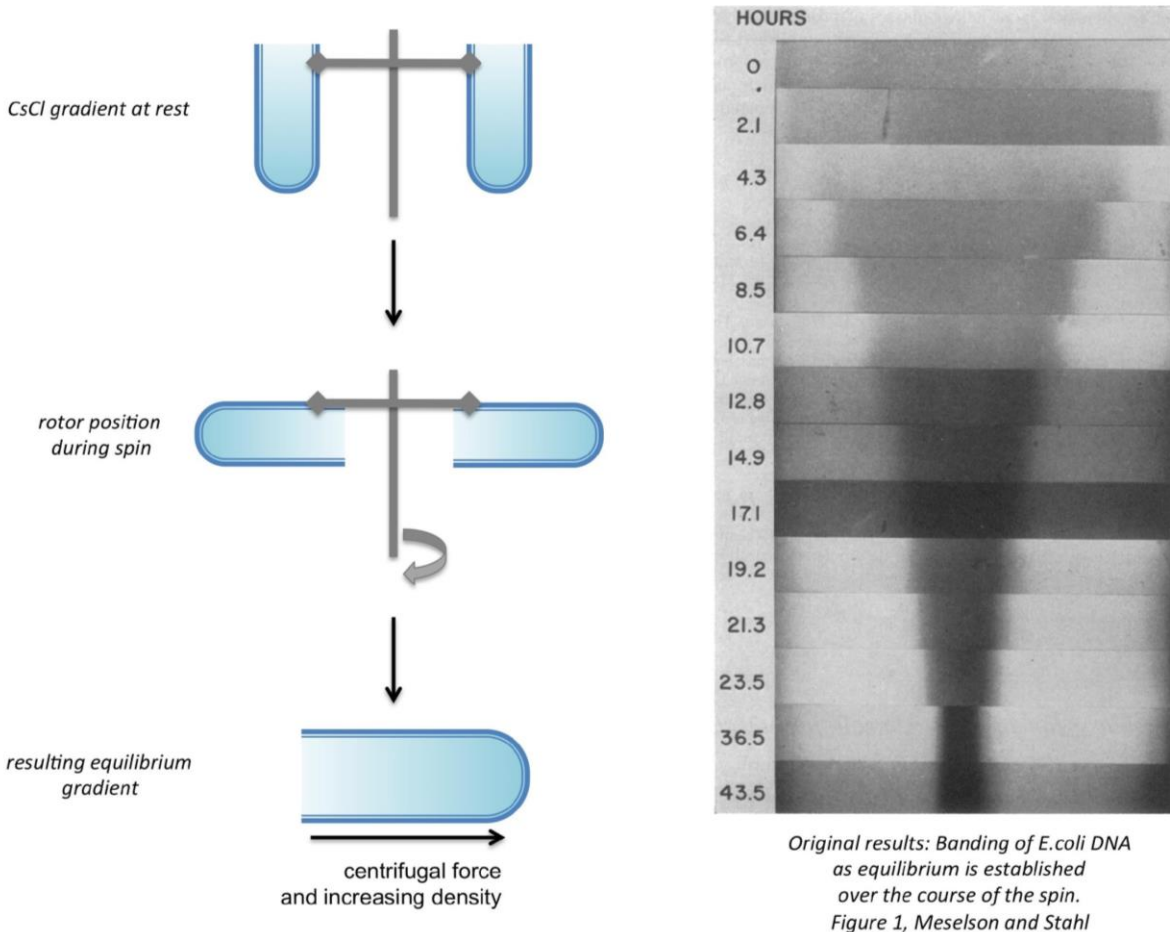 CsCl gradient at rest
rotor position
during spin
resulting equilibrium
gradient
centrifugal force
and increasing density
HOURS
0
2.1
4.3
6.4
8.5
10.7
12.8
14.9
17.1
19.2
21.3
23.5
36.5
43.5
Original results: Banding of E.coli DNA
as equilibrium is established
over the course of the spin.
Figure 1, Meselson and Stahl